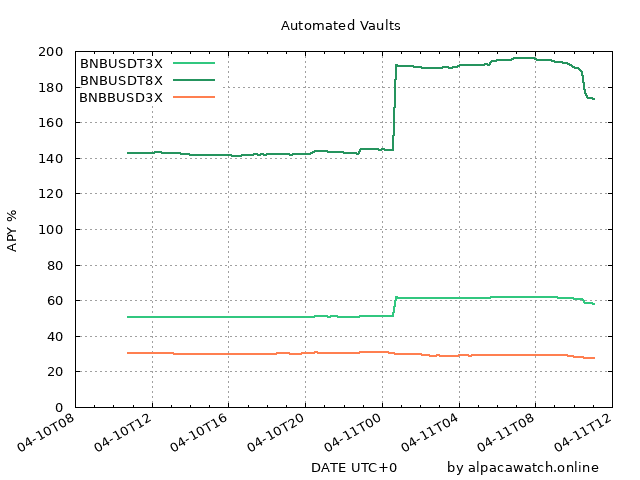 Automated Vaults
BNBUSDT3X
BNBUSDT8X
BNBBUSD3X
APY %
200
180
160
140
120
100
80
60
40
20
0
04-10T08
04-10T12
04-10T16
04-10T20
04-11T00
04-11T04
04-11T08
04-11T12
DATE UTC+0
by alpacawatch.online